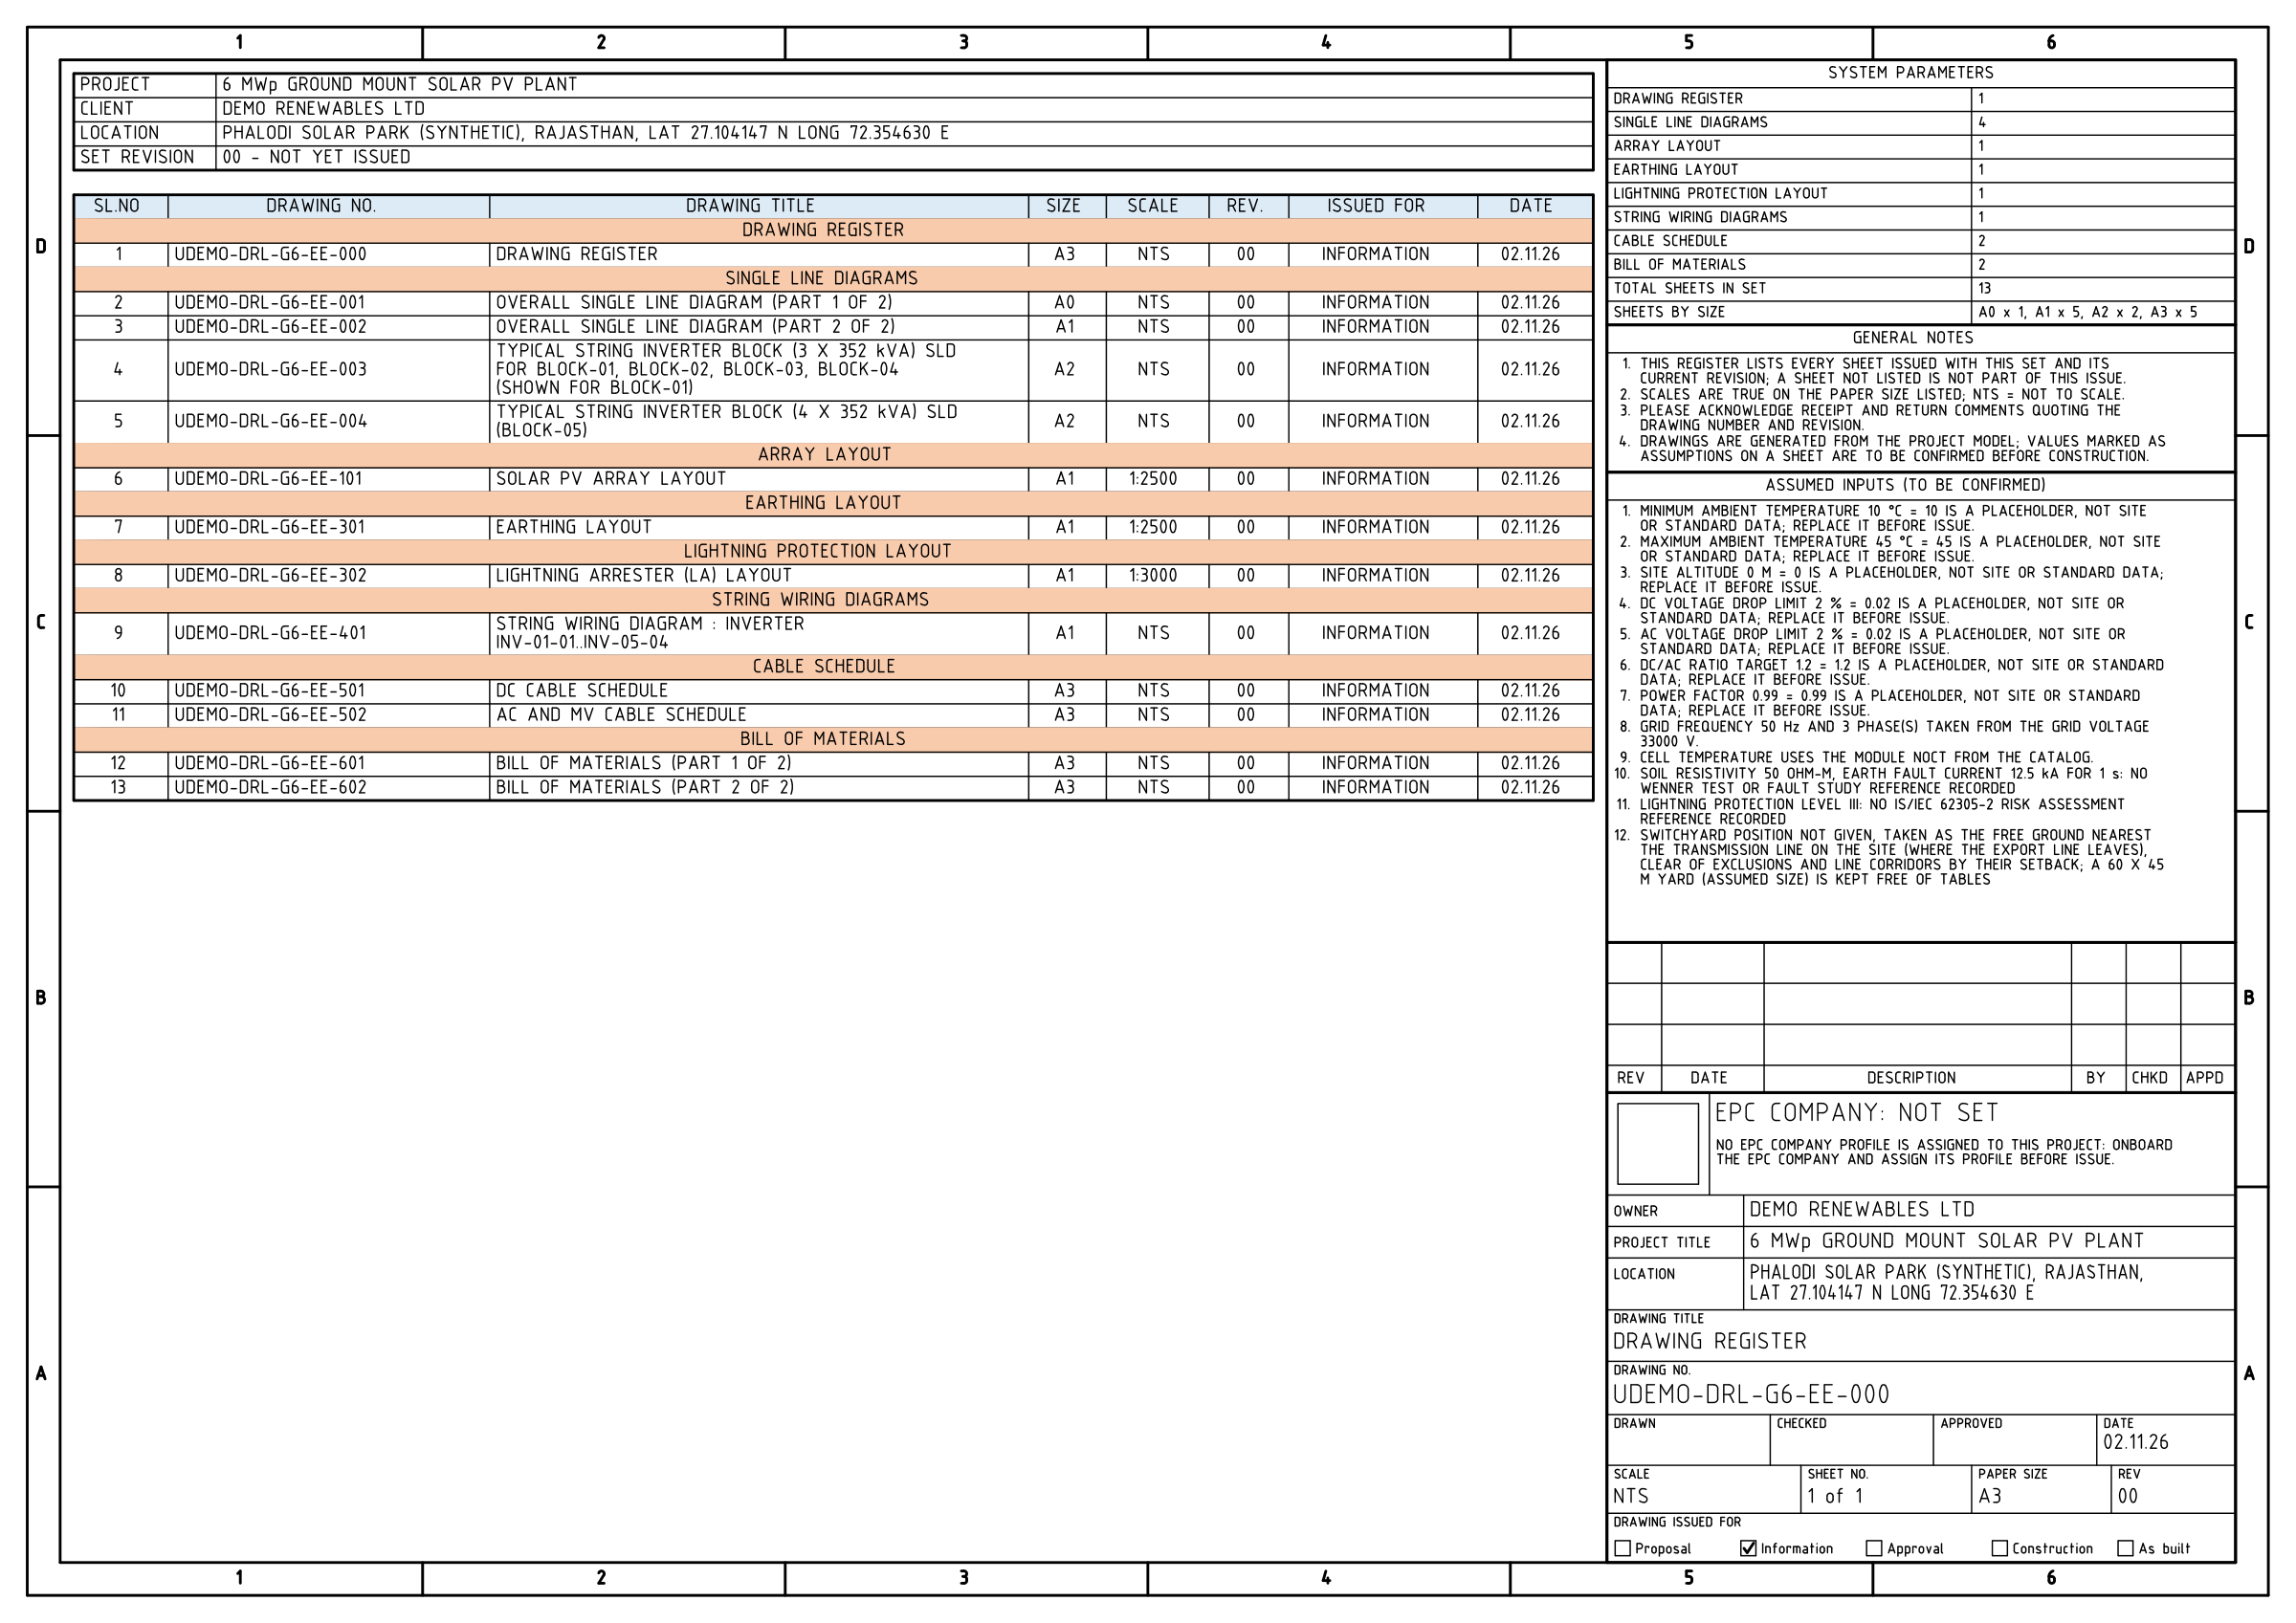 1 2 3 4 5 6
PROJECT 6 MWp GROUND MOUNT SOLAR PV PLANT
CLIENT DEMO RENEWABLES LTD
LOCATION PHALODI SOLAR PARK (SYNTHETIC), RAJASTHAN, LAT 27.104147 N LONG 72.354630 E
SET REVISION 00 - NOT YET ISSUED
SL.NO DRAWING NO. DRAWING TITLE SIZE SCALE REV. ISSUED FOR DATE
DRAWING REGISTER
1 UDEMO-DRL-G6-EE-000 DRAWING REGISTER A3 NTS 00 INFORMATION 02.11.26
SINGLE LINE DIAGRAMS
2 UDEMO-DRL-G6-EE-001 OVERALL SINGLE LINE DIAGRAM (PART 1 OF 2) A0 NTS 00 INFORMATION 02.11.26
3 UDEMO-DRL-G6-EE-002 OVERALL SINGLE LINE DIAGRAM (PART 2 OF 2) A1 NTS 00 INFORMATION 02.11.26
TYPICAL STRING INVERTER BLOCK (3 X 352 kVA) SLD
4 UDEMO-DRL-G6-EE-003 FOR BLOCK-01, BLOCK-02, BLOCK-03, BLOCK-04 A2 NTS 00 INFORMATION 02.11.26
(SHOWN FOR BLOCK-01)
5 UDEMO-DRL-G6-EE-004 TYPICAL STRING INVERTER BLOCK (4 X 352 kVA) SLD A2 NTS 00 INFORMATION 02.11.26
(BLOCK-05)
ARRAY LAYOUT
6 UDEMO-DRL-G6-EE-101 SOLAR PV ARRAY LAYOUT A1 1:2500 00 INFORMATION 02.11.26
EARTHING LAYOUT
7 UDEMO-DRL-G6-EE-301 EARTHING LAYOUT A1 1:2500 00 INFORMATION 02.11.26
LIGHTNING PROTECTION LAYOUT
8 UDEMO-DRL-G6-EE-302 LIGHTNING ARRESTER (LA) LAYOUT A1 1:3000 00 INFORMATION 02.11.26
STRING WIRING DIAGRAMS
9 UDEMO-DRL-G6-EE-401 STRING WIRING DIAGRAM : INVERTER A1 NTS 00 INFORMATION 02.11.26
INV-01-01..INV-05-04
CABLE SCHEDULE
10 UDEMO-DRL-G6-EE-501 DC CABLE SCHEDULE A3 NTS 00 INFORMATION 02.11.26
11 UDEMO-DRL-G6-EE-502 AC AND MV CABLE SCHEDULE A3 NTS 00 INFORMATION 02.11.26
BILL OF MATERIALS
12 UDEMO-DRL-G6-EE-601 BILL OF MATERIALS (PART 1 OF 2) A3 NTS 00 INFORMATION 02.11.26
13 UDEMO-DRL-G6-EE-602 BILL OF MATERIALS (PART 2 OF 2) A3 NTS 00 INFORMATION 02.11.26
SYSTEM PARAMETERS
DRAWING REGISTER 1
SINGLE LINE DIAGRAMS 4
ARRAY LAYOUT 1
EARTHING LAYOUT 1
LIGHTNING PROTECTION LAYOUT 1
STRING WIRING DIAGRAMS 1
CABLE SCHEDULE 2
BILL OF MATERIALS 2
TOTAL SHEETS IN SET 13
SHEETS BY SIZE A0 x 1, A1 x 5, A2 x 2, A3 x 5
GENERAL NOTES
1. THIS REGISTER LISTS EVERY SHEET ISSUED WITH THIS SET AND ITS
CURRENT REVISION; A SHEET NOT LISTED IS NOT PART OF THIS ISSUE.
2. SCALES ARE TRUE ON THE PAPER SIZE LISTED; NTS = NOT TO SCALE.
3. PLEASE ACKNOWLEDGE RECEIPT AND RETURN COMMENTS QUOTING THE
DRAWING NUMBER AND REVISION.
4. DRAWINGS ARE GENERATED FROM THE PROJECT MODEL; VALUES MARKED AS
ASSUMPTIONS ON A SHEET ARE TO BE CONFIRMED BEFORE CONSTRUCTION.
ASSUMED INPUTS (TO BE CONFIRMED)
1. MINIMUM AMBIENT TEMPERATURE 10 °C = 10 IS A PLACEHOLDER, NOT SITE
OR STANDARD DATA; REPLACE IT BEFORE ISSUE.
2. MAXIMUM AMBIENT TEMPERATURE 45 °C = 45 IS A PLACEHOLDER, NOT SITE
OR STANDARD DATA; REPLACE IT BEFORE ISSUE.
3. SITE ALTITUDE 0 M = 0 IS A PLACEHOLDER, NOT SITE OR STANDARD DATA;
REPLACE IT BEFORE ISSUE.
4. DC VOLTAGE DROP LIMIT 2 % = 0.02 IS A PLACEHOLDER, NOT SITE OR
STANDARD DATA; REPLACE IT BEFORE ISSUE.
5. AC VOLTAGE DROP LIMIT 2 % = 0.02 IS A PLACEHOLDER, NOT SITE OR
STANDARD DATA; REPLACE IT BEFORE ISSUE.
6. DC/AC RATIO TARGET 1.2 = 1.2 IS A PLACEHOLDER, NOT SITE OR STANDARD
DATA; REPLACE IT BEFORE ISSUE.
7. POWER FACTOR 0.99 = 0.99 IS A PLACEHOLDER, NOT SITE OR STANDARD
DATA; REPLACE IT BEFORE ISSUE.
8. GRID FREQUENCY 50 Hz AND 3 PHASE(S) TAKEN FROM THE GRID VOLTAGE
33000 V.
9. CELL TEMPERATURE USES THE MODULE NOCT FROM THE CATALOG.
10. SOIL RESISTIVITY 50 OHM-M, EARTH FAULT CURRENT 12.5 kA FOR 1 s: NO
WENNER TEST OR FAULT STUDY REFERENCE RECORDED
11. LIGHTNING PROTECTION LEVEL III: NO IS/IEC 62305-2 RISK ASSESSMENT
REFERENCE RECORDED
12. SWITCHYARD POSITION NOT GIVEN, TAKEN AS THE FREE GROUND NEAREST
THE TRANSMISSION LINE ON THE SITE (WHERE THE EXPORT LINE LEAVES),
CLEAR OF EXCLUSIONS AND LINE CORRIDORS BY THEIR SETBACK; A 60 X 45
M YARD (ASSUMED SIZE) IS KEPT FREE OF TABLES
REV DATE DESCRIPTION BY CHKD APPD
EPC COMPANY: NOT SET
NO EPC COMPANY PROFILE IS ASSIGNED TO THIS PROJECT: ONBOARD
THE EPC COMPANY AND ASSIGN ITS PROFILE BEFORE ISSUE.
OWNER DEMO RENEWABLES LTD
PROJECT TITLE 6 MWp GROUND MOUNT SOLAR PV PLANT
LOCATION PHALODI SOLAR PARK (SYNTHETIC), RAJASTHAN,
LAT 27.104147 N LONG 72.354630 E
DRAWING TITLE
DRAWING REGISTER
DRAWING NO.
UDEMO-DRL-G6-EE-000
DRAWN CHECKED APPROVED DATE
02.11.26
SCALE SHEET NO. PAPER SIZE REV
NTS 1 of 1 A3 00
DRAWING ISSUED FOR
Proposal Information Approval Construction As built
D D
C C
B B
A A
1 2 3 4 5 6